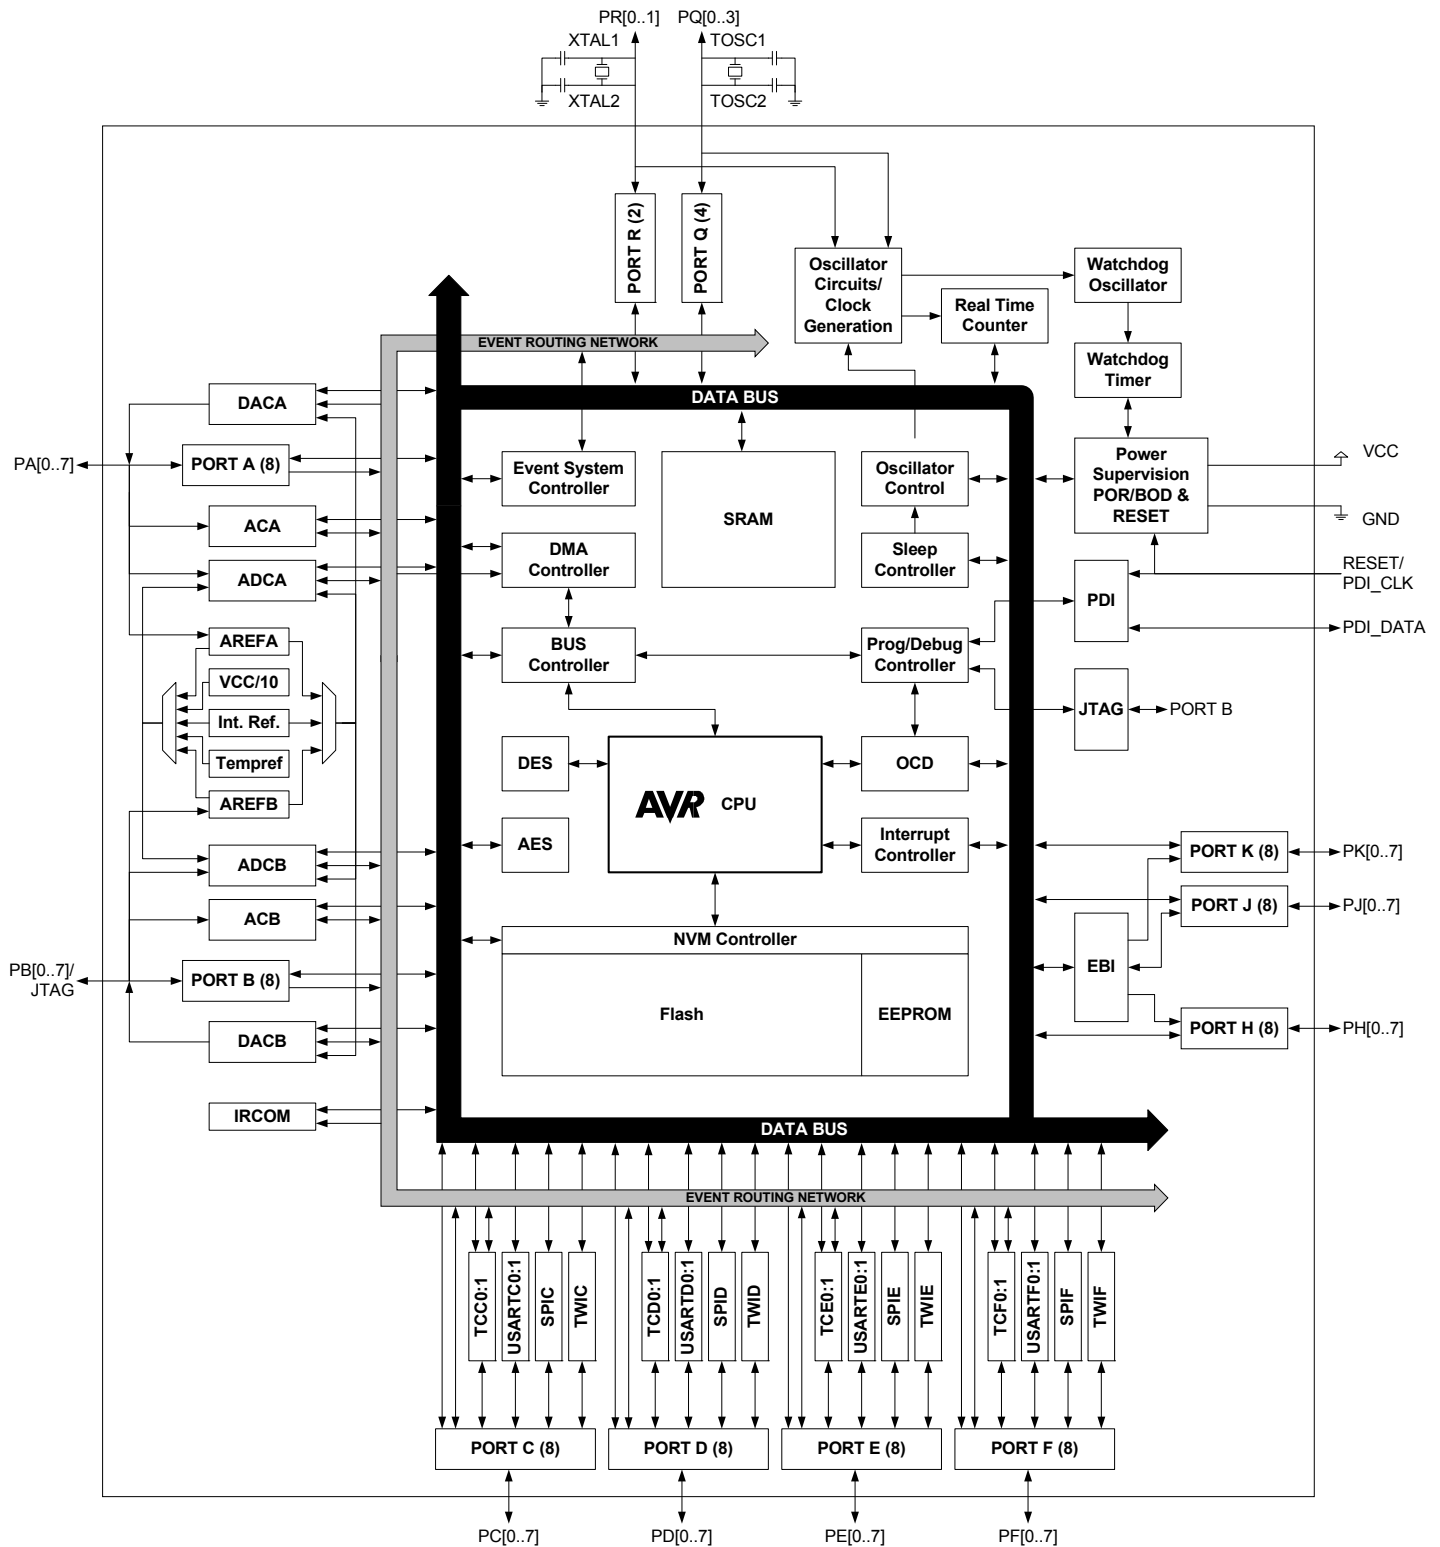 PR[0..1]
PQ[0..3]
XTAL1
TOSC1
XTAL2
TOSC2
PORT R (2)
PORT Q (4)
Oscillator
Circuits/
Clock
Generation
Watchdog
Oscillator
Real Time
Counter
Watchdog
Timer
EVENT ROUTING NETWORK
DATA BUS
DACA
PA[0..7]
PORT A (8)
Event System
Controller
SRAM
Oscillator
Control
Power
Supervision
POR/BOD &
RESET
VCC
GND
ACA
DMA
Controller
Sleep
Controller
RESET/
PDI_CLK
ADCA
PDI
PDI_DATA
AREFA
BUS
Controller
Prog/Debug
Controller
VCC/10
Int. Ref.
JTAG
PORT B
Tempref
DES
AVR
CPU
OCD
AREFB
AES
Interrupt
Controller
ADCB
PORT K (8)
PK[0..7]
ACB
PORT J (8)
PJ[0..7]
NVM Controller
PB[0..7]/
JTAG
PORT B (8)
EBI
Flash
EEPROM
DACB
PORT H (8)
PH[0..7]
IRCOM
DATA BUS
EVENT ROUTING NETWORK
TCC0:1
USARTC0:1
SPIC
TWIC
TCD0:1
USARTD0:1
SPID
TWID
TCE0:1
USARTE0:1
SPIE
TWIE
TCF0:1
USARTF0:1
SPIF
TWIF
PORT C (8)
PORT D (8)
PORT E (8)
PORT F (8)
PC[0..7]
PD[0..7]
PE[0..7]
PF[0..7]